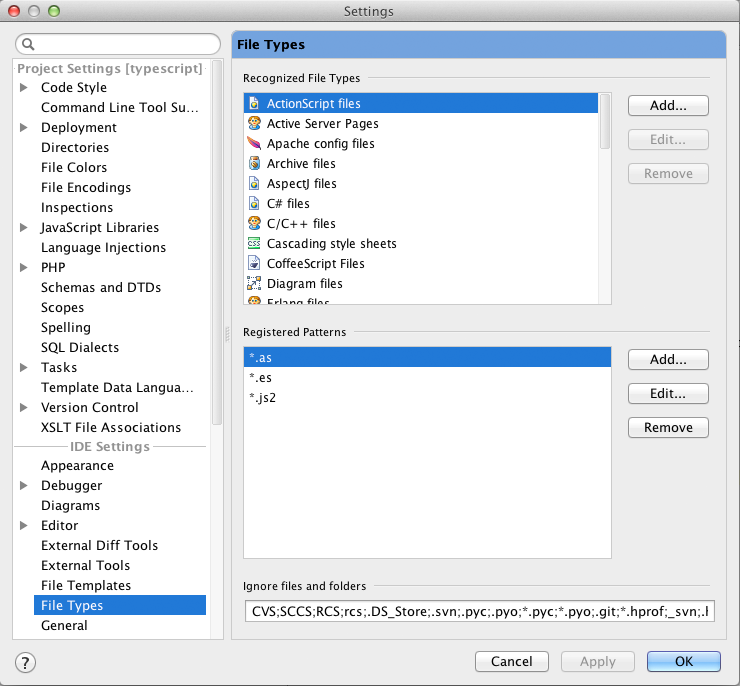 Settings
Project Settings [typescript]
Code Style
Command Line Tool Su...
Deployment
Directories
File Colors
File Encodings
Inspections
JavaScript Libraries
Language Injections
PHP
Schemas and DTDs
Scopes
Spelling
SQL Dialects
Tasks
Template Data Langua...
Version Control
XSLT File Associations
IDE Settings
Appearance
Debugger
Diagrams
Editor
External Diff Tools
External Tools
File Templates
File Types
General
File Types
Recognized File Types
ActionScript files
Active Server Pages
Apache config files
Archive files
AspectJ files
C# files
C/C++ files
CSS Cascading style sheets
CoffeeScript Files
Diagram files
Erlang files
Add...
Edit...
Remove
Registered Patterns
*.as
*.es
*.js2
Add...
Edit...
Remove
Ignore files and folders
CVS;SCCS;RCS;rcs;.DS_Store;.svn;.pyc;.pyo;*.pyc;*.pyo;.git;*.hprof;_svn;.h
?
Cancel
Apply
OK